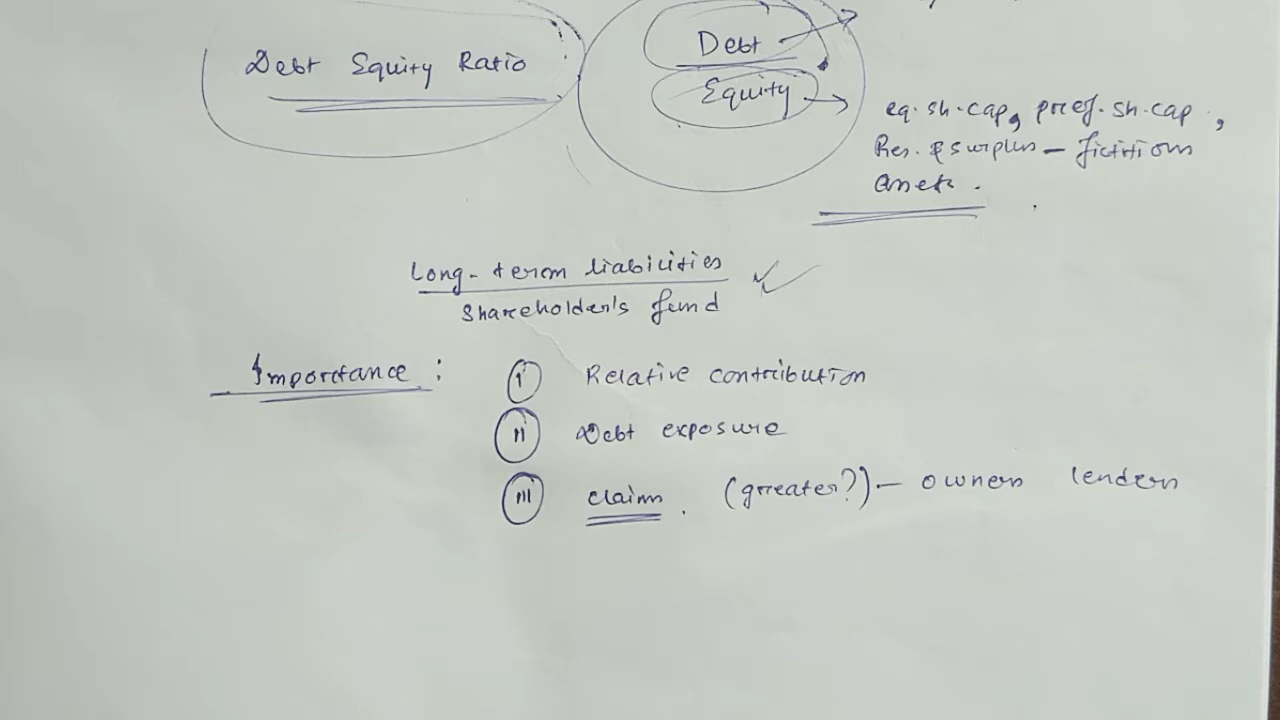 Debt Equity Ratio
Debt
Equity
eq. sh. cap, pref. sh. cap,
Res. & surplus - fictitious
assets.
Long-term liabilities
Shareholder's fund
Importance :
(i) Relative contribution
(ii) Debt exposure
(iii) claims. (greater?) - owners lenders